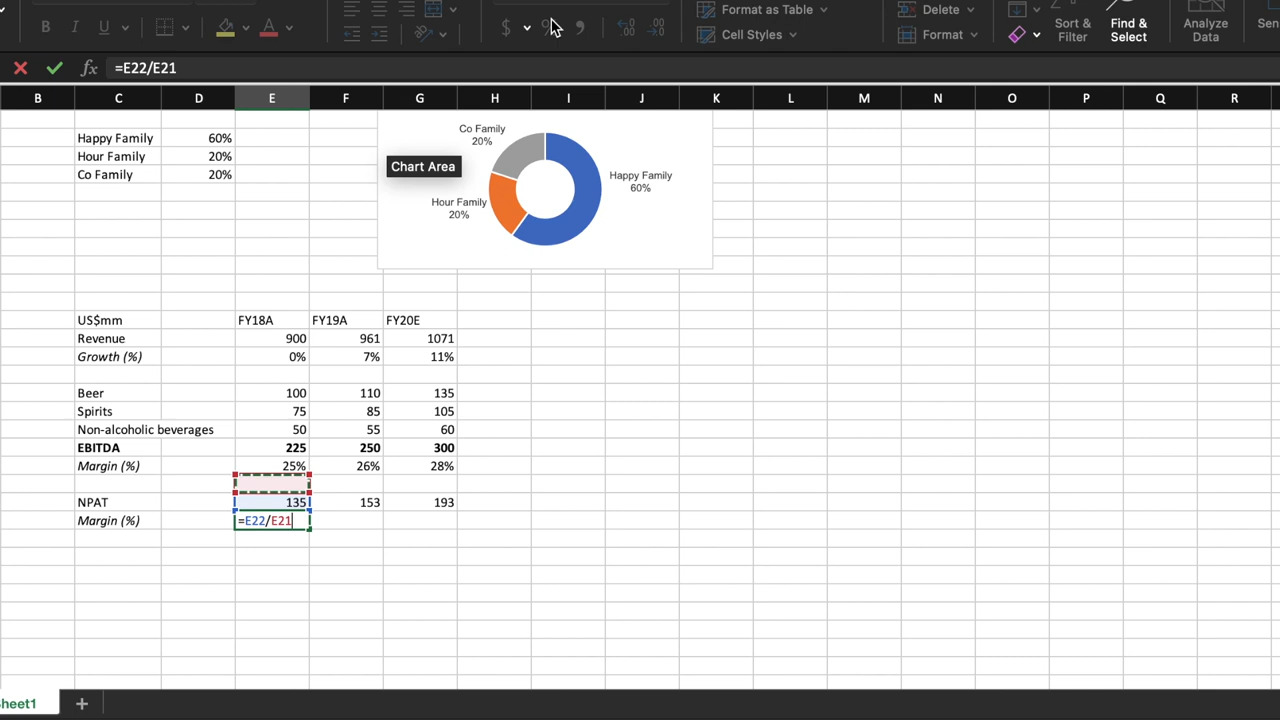 Format as Table
Delete
B I U
$ % ,
Cell Styles
Format
Sort & Filter
Find & Select
Analyze Data
fx =E22/E21
B C D E F G H I J K L M N O P Q R
Happy Family 60%
Hour Family 20%
Co Family 20%
Co Family
20%
Chart Area
Happy Family
60%
Hour Family
20%
US$mm FY18A FY19A FY20E
Revenue 900 961 1071
Growth (%) 0% 7% 11%
Beer 100 110 135
Spirits 75 85 105
Non-alcoholic beverages 50 55 60
EBITDA 225 250 300
Margin (%) 25% 26% 28%
NPAT 135 153 193
Margin (%) =E22/E21